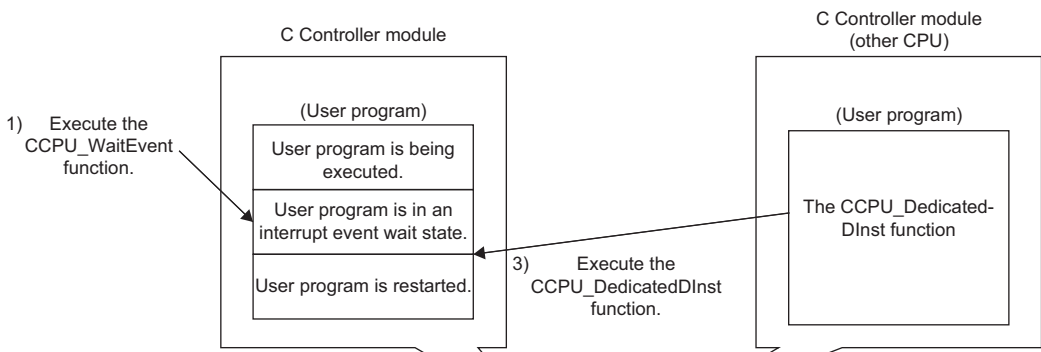 C Controller module
C Controller module
(other CPU)
(User program)
(User program)
1) Execute the
CCPU_WaitEvent
function.
User program is being
executed.
User program is in an
interrupt event wait state.
The CCPU_Dedicated-
DInst function
3) Execute the
CCPU_DedicatedDInst
function.
User program is restarted.